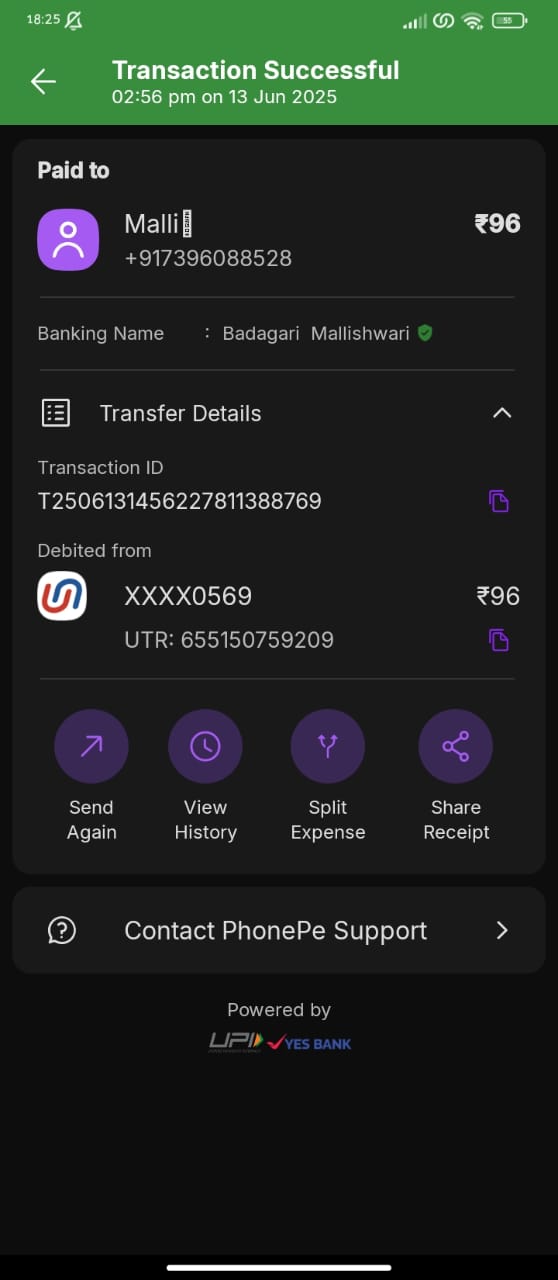 18:25
55
Transaction Successful
02:56 pm on 13 Jun 2025
Paid to
Malli
₹96
+917396088528
Banking Name : Badagari Mallishwari
Transfer Details
Transaction ID
T2506131456227811388769
Debited from
XXXX0569
₹96
UTR: 655150759209
Send Again
View History
Split Expense
Share Receipt
Contact PhonePe Support
Powered by
UPI YES BANK